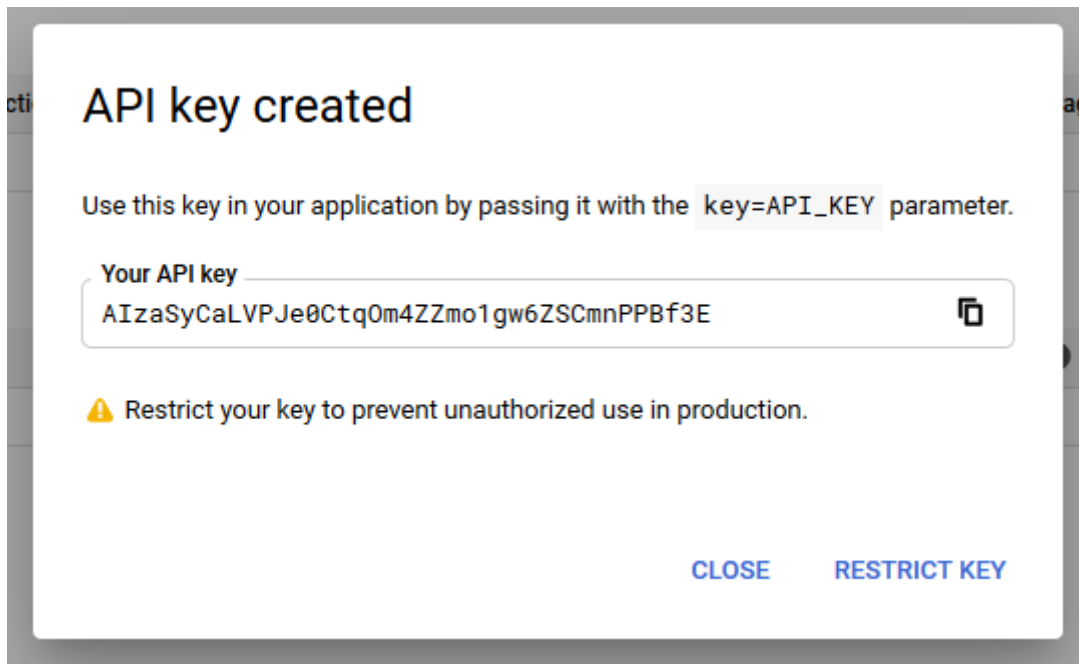 API key created
Use this key in your application by passing it with the key=API_KEY parameter.
Your API key
AIzaSyCaLVPJe0CtqOm4ZZmo1gw6ZSCmnPPBf3E
Restrict your key to prevent unauthorized use in production.
CLOSE RESTRICT KEY